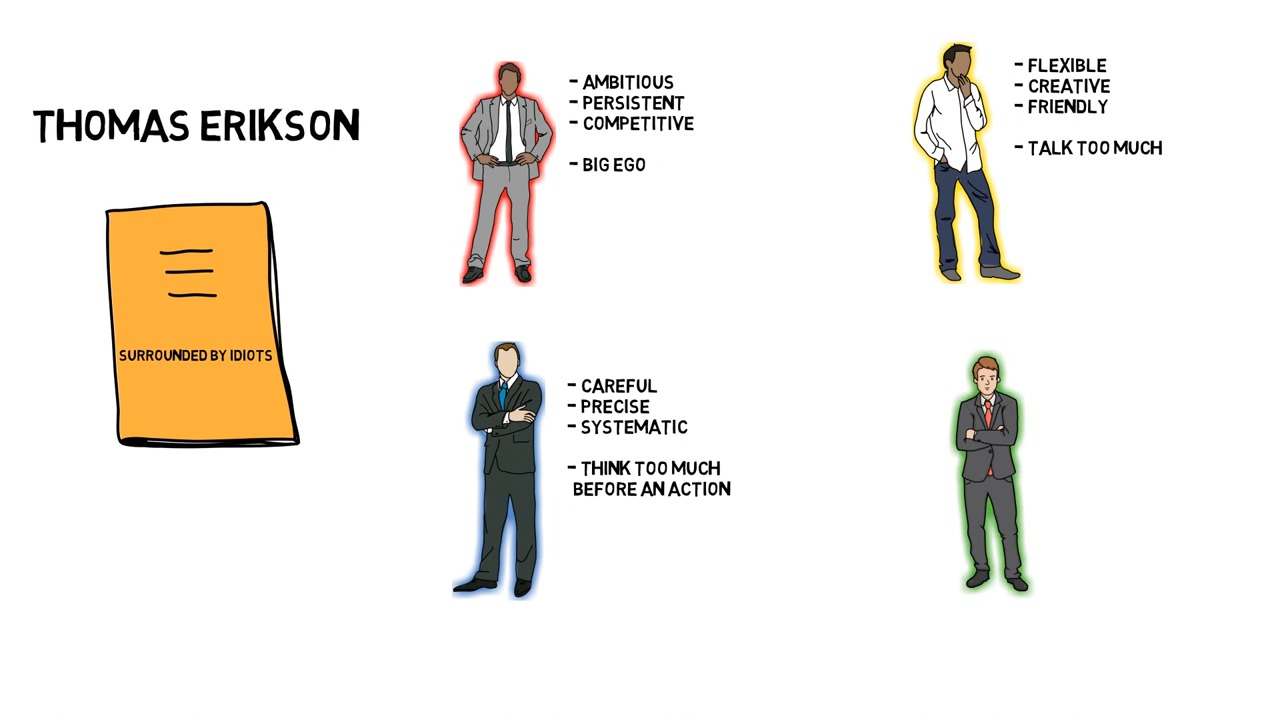 THOMAS ERIKSON
SURROUNDED BY IDIOTS
- AMBITIOUS
- PERSISTENT
- COMPETITIVE
- BIG EGO
- FLEXIBLE
- CREATIVE
- FRIENDLY
- TALK TOO MUCH
- CAREFUL
- PRECISE
- SYSTEMATIC
- THINK TOO MUCH
BEFORE AN ACTION